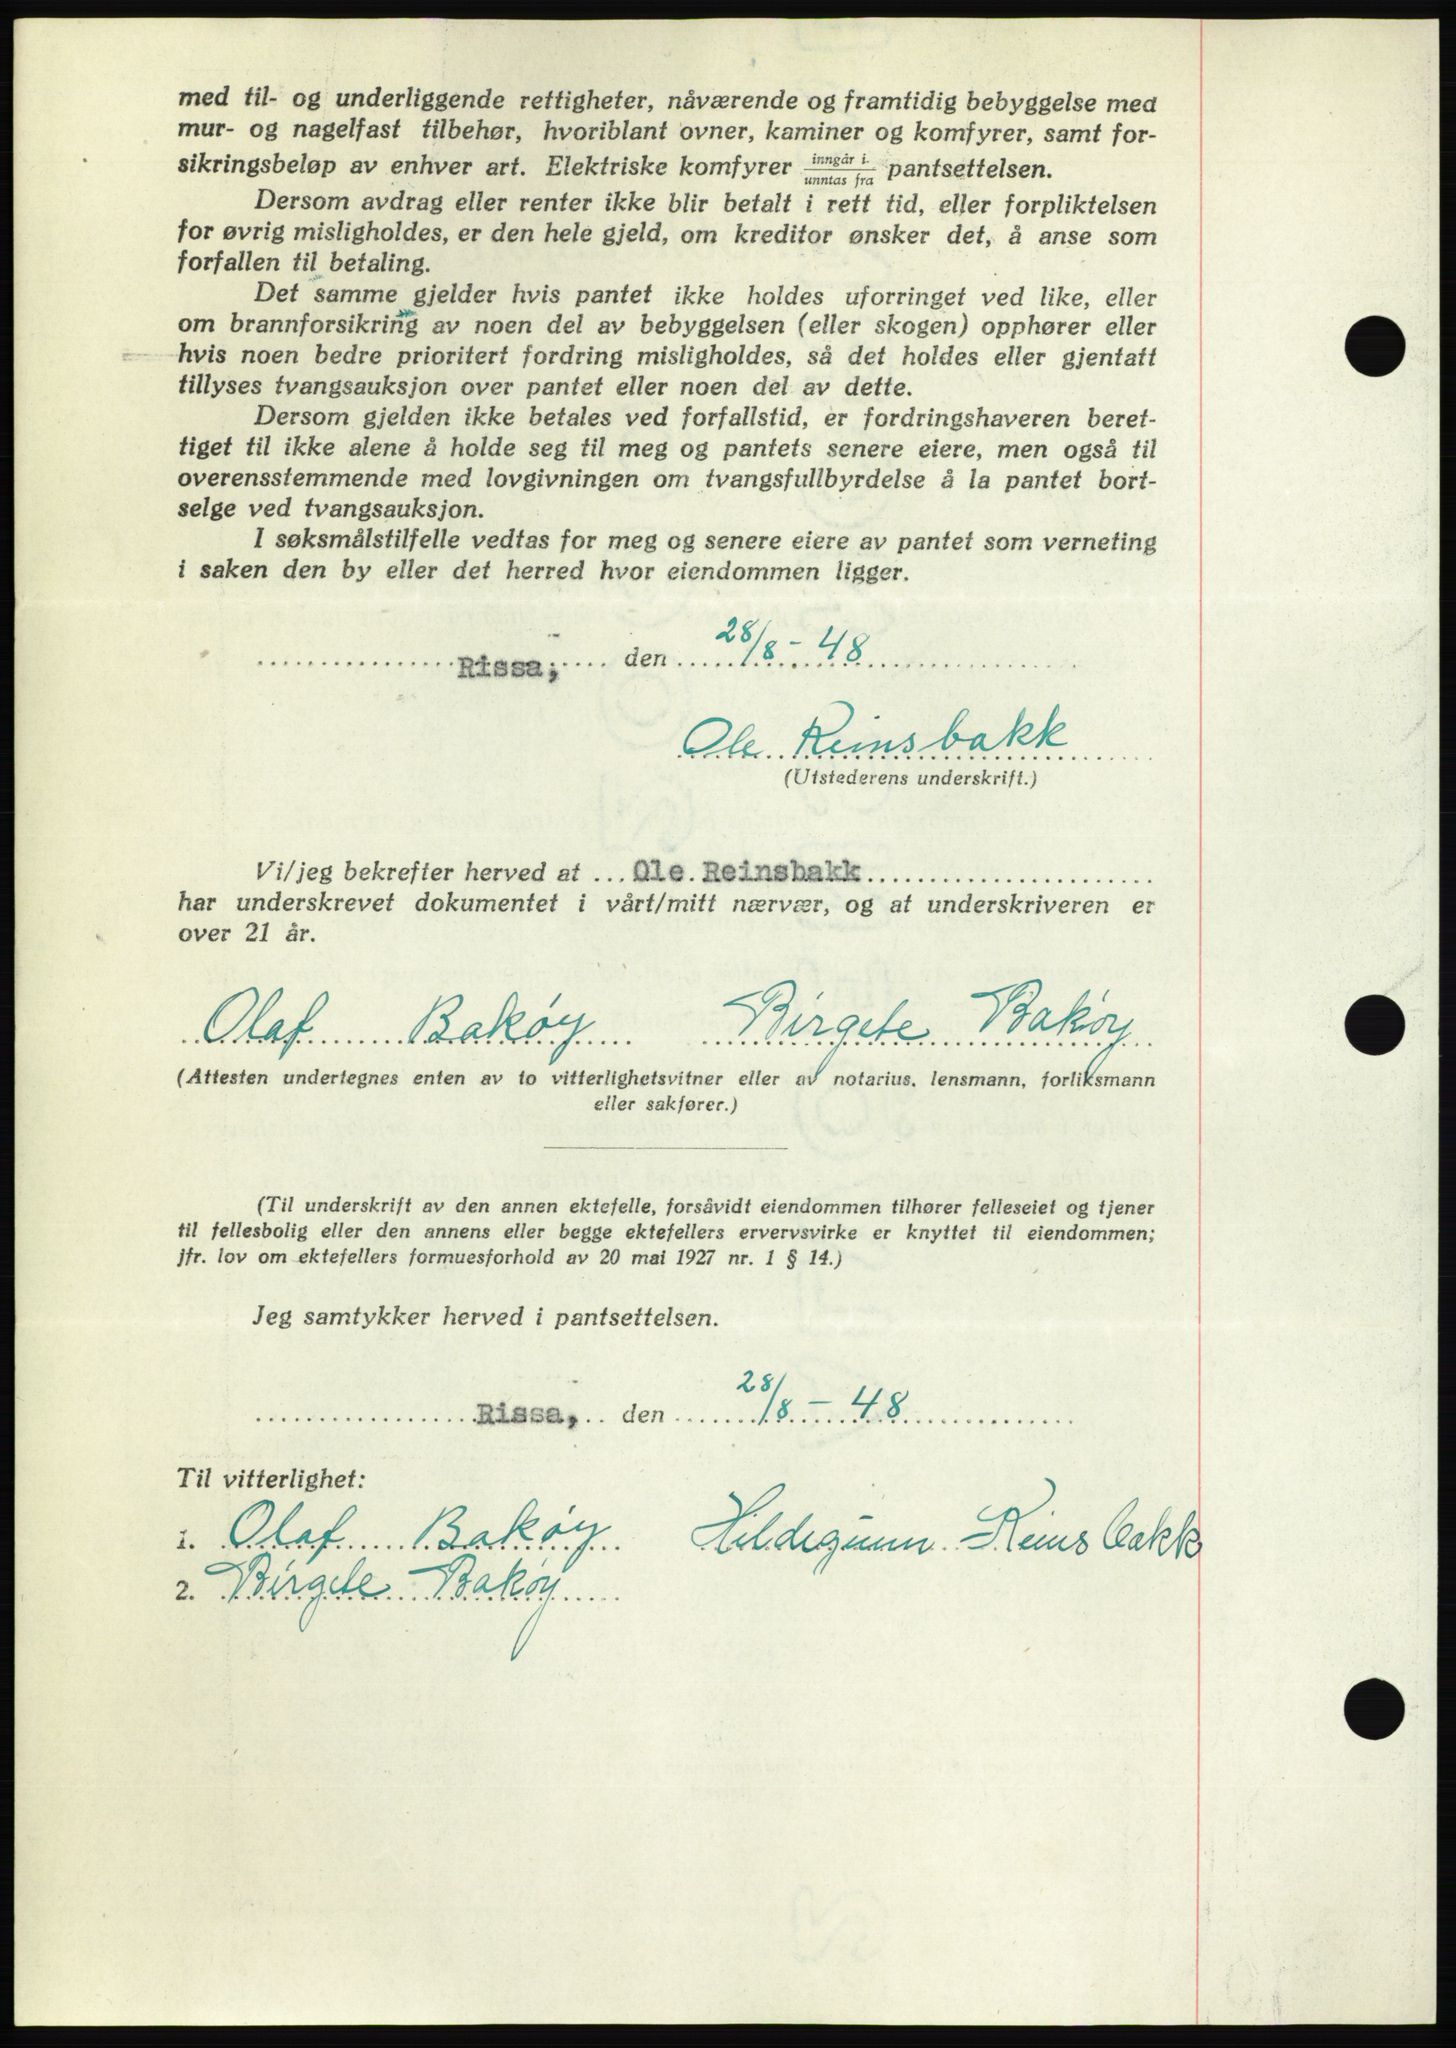 med til- og underliggende rettigheter, nåværende og framtidig bebyggelse med
mur- og nagelfast tilbehør, hvoriblant ovner, kaminer og komfyrer, samt for-
sikringsbeløp av enhver art. Elektriske komfyrer inngår i / unntas fra pantsettelsen.
Dersom avdrag eller renter ikke blir betalt i rett tid, eller forpliktelsen
for øvrig misligholdes, er den hele gjeld, om kreditor ønsker det, å anse som
forfallen til betaling.
Det samme gjelder hvis pantet ikke holdes uforringet ved like, eller
om brannforsikring av noen del av bebyggelsen (eller skogen) opphører eller
hvis noen bedre prioritert fordring misligholdes, så det holdes eller gjentatt
tillyses tvangsauksjon over pantet eller noen del av dette.
Dersom gjelden ikke betales ved forfallstid, er fordringshaveren beret-
tiget til ikke alene å holde seg til meg og pantets senere eiere, men også til
overensstemmende med lovgivningen om tvangsfullbyrdelse å la pantet bort-
selge ved tvangsauksjon.
I søksmålstilfelle vedtas for meg og senere eiere av pantet som verneting
i saken den by eller det herred hvor eiendommen ligger.
Rissa, den 28/8 - 48
Ole Reinsbakk
(Utstederens underskrift.)
Vi/jeg bekrefter herved at Ole Reinsbakk
har underskrevet dokumentet i vårt/mitt nærvær, og at underskriveren er
over 21 år.
Olaf Bakøy Birgete Bakøy
(Attesten undertegnes enten av to vitterlighetsvitner eller av notarius, lensmann, forliksmann
eller sakfører.)
(Til underskrift av den annen ektefelle, forsåvidt eiendommen tilhører felleseiet og tjener
til fellesbolig eller den annens eller begge ektefellers ervervsvirke er knyttet til eiendommen;
jfr. lov om ektefellers formuesforhold av 20 mai 1927 nr. 1 § 14.)
Jeg samtykker herved i pantsettelsen.
Rissa, den 28/8 - 48
Til vitterlighet:
1. Olaf Bakøy Hildegunn Reinsbakk
2. Birgete Bakøy